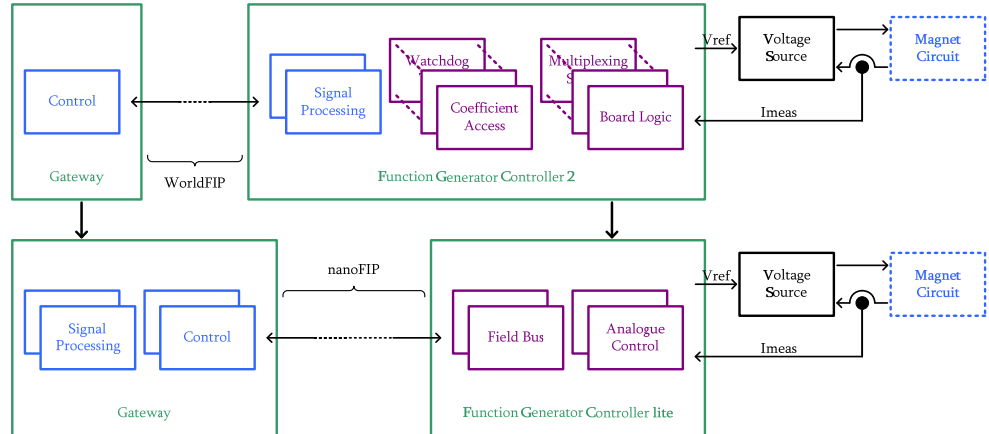 Control
Gateway
WorldFIP
Signal
Processing
Watchdog
Coefficient
Access
Multiplexing
Board Logic
Function Generator Controller 2
Vref
Voltage
Source
Magnet
Circuit
Imeas
Signal
Processing
Control
Gateway
nanoFIP
Field Bus
Analogue
Control
Function Generator Controller lite
Vref
Voltage
Source
Magnet
Circuit
Imeas